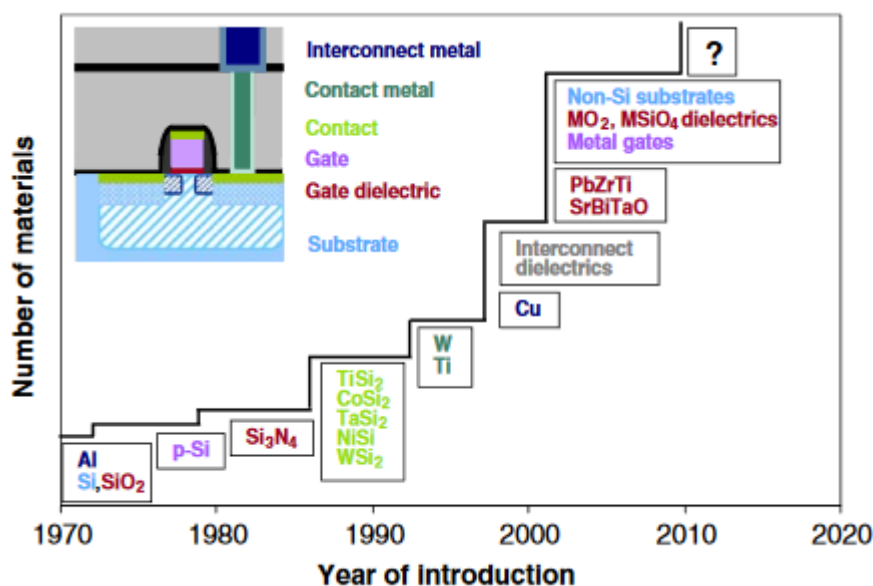 Interconnect metal
Contact metal
Contact
Gate
Gate dielectric
Substrate
?
Non-Si substrates
MO₂, MSiO₄ dielectrics
Metal gates
PbZrTi
SrBiTaO
Interconnect
dielectrics
Cu
W
Ti
TiSi₂
CoSi₂
TaSi₂
NiSi
WSi₂
Si₃N₄
p-Si
Al
Si,SiO₂
Number of materials
1970 1980 1990 2000 2010 2020
Year of introduction